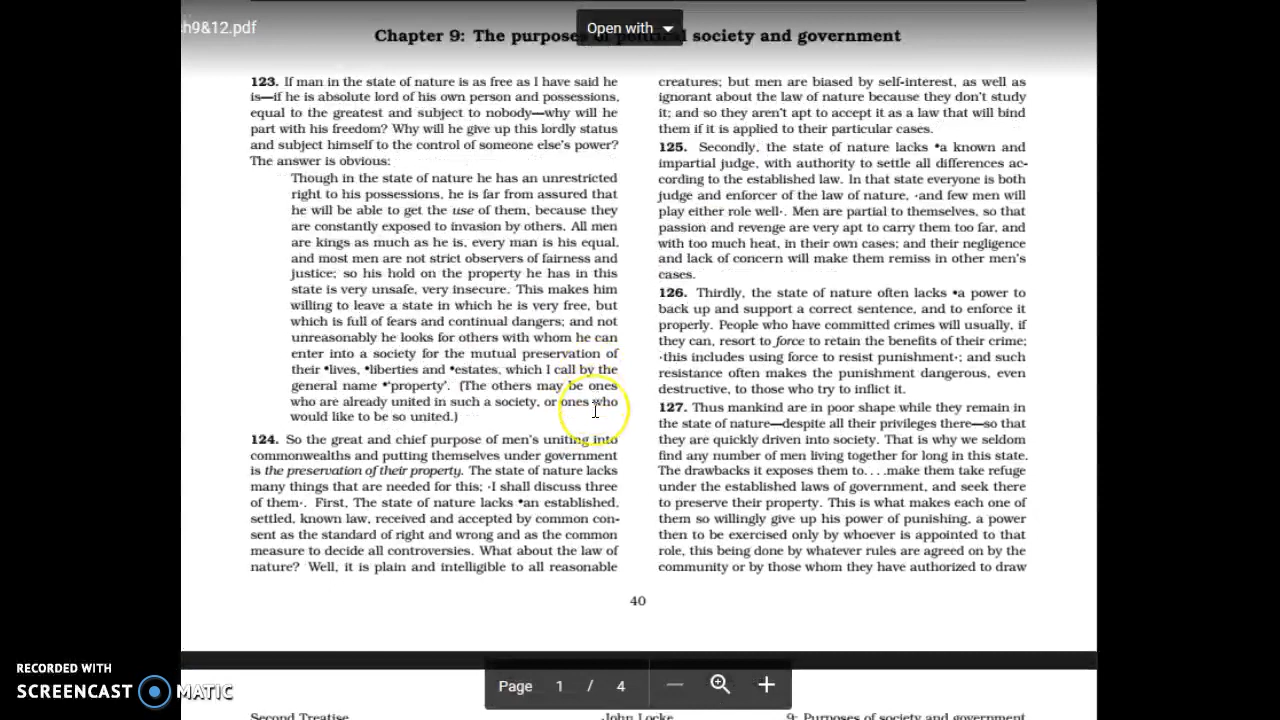 h9&12.pdf
Open with
Chapter 9: The purposes of political society and government
123. If man in the state of nature is as free as I have said he
is—if he is absolute lord of his own person and possessions,
equal to the greatest and subject to nobody—why will he
part with his freedom? Why will he give up this lordly status
and subject himself to the control of someone else's power?
The answer is obvious:
Though in the state of nature he has an unrestricted
right to his possessions, he is far from assured that
he will be able to get the use of them, because they
are constantly exposed to invasion by others. All men
are kings as much as he is, every man is his equal,
and most men are not strict observers of fairness and
justice; so his hold on the property he has in this
state is very unsafe, very insecure. This makes him
willing to leave a state in which he is very free, but
which is full of fears and continual dangers; and not
unreasonably he looks for others with whom he can
enter into a society for the mutual preservation of
their •lives, •liberties and •estates, which I call by the
general name •‘property’. (The others may be ones
who are already united in such a society, or ones who
would like to be so united.)
124. So the great and chief purpose of men's uniting into
commonwealths and putting themselves under government
is the preservation of their property. The state of nature lacks
many things that are needed for this; ·I shall discuss three
of them·. First, The state of nature lacks •an established,
settled, known law, received and accepted by common con-
sent as the standard of right and wrong and as the common
measure to decide all controversies. What about the law of
nature? Well, it is plain and intelligible to all reasonable
creatures; but men are biased by self-interest, as well as
ignorant about the law of nature because they don't study
it; and so they aren't apt to accept it as a law that will bind
them if it is applied to their particular cases.
125. Secondly, the state of nature lacks •a known and
impartial judge, with authority to settle all differences ac-
cording to the established law. In that state everyone is both
judge and enforcer of the law of nature, ·and few men will
play either role well·. Men are partial to themselves, so that
passion and revenge are very apt to carry them too far, and
with too much heat, in their own cases; and their negligence
and lack of concern will make them remiss in other men's
cases.
126. Thirdly, the state of nature often lacks •a power to
back up and support a correct sentence, and to enforce it
properly. People who have committed crimes will usually, if
they can, resort to force to retain the benefits of their crime;
·this includes using force to resist punishment·; and such
resistance often makes the punishment dangerous, even
destructive, to those who try to inflict it.
127. Thus mankind are in poor shape while they remain in
the state of nature—despite all their privileges there—so that
they are quickly driven into society. That is why we seldom
find any number of men living together for long in this state.
The drawbacks it exposes them to. . . .make them take refuge
under the established laws of government, and seek there
to preserve their property. This is what makes each one of
them so willingly give up his power of punishing, a power
then to be exercised only by whoever is appointed to that
role, this being done by whatever rules are agreed on by the
community or by those whom they have authorized to draw
40
Page 1 / 4
Second Treatise John Locke 9: Purposes of society and government
RECORDED WITH
SCREENCAST MATIC